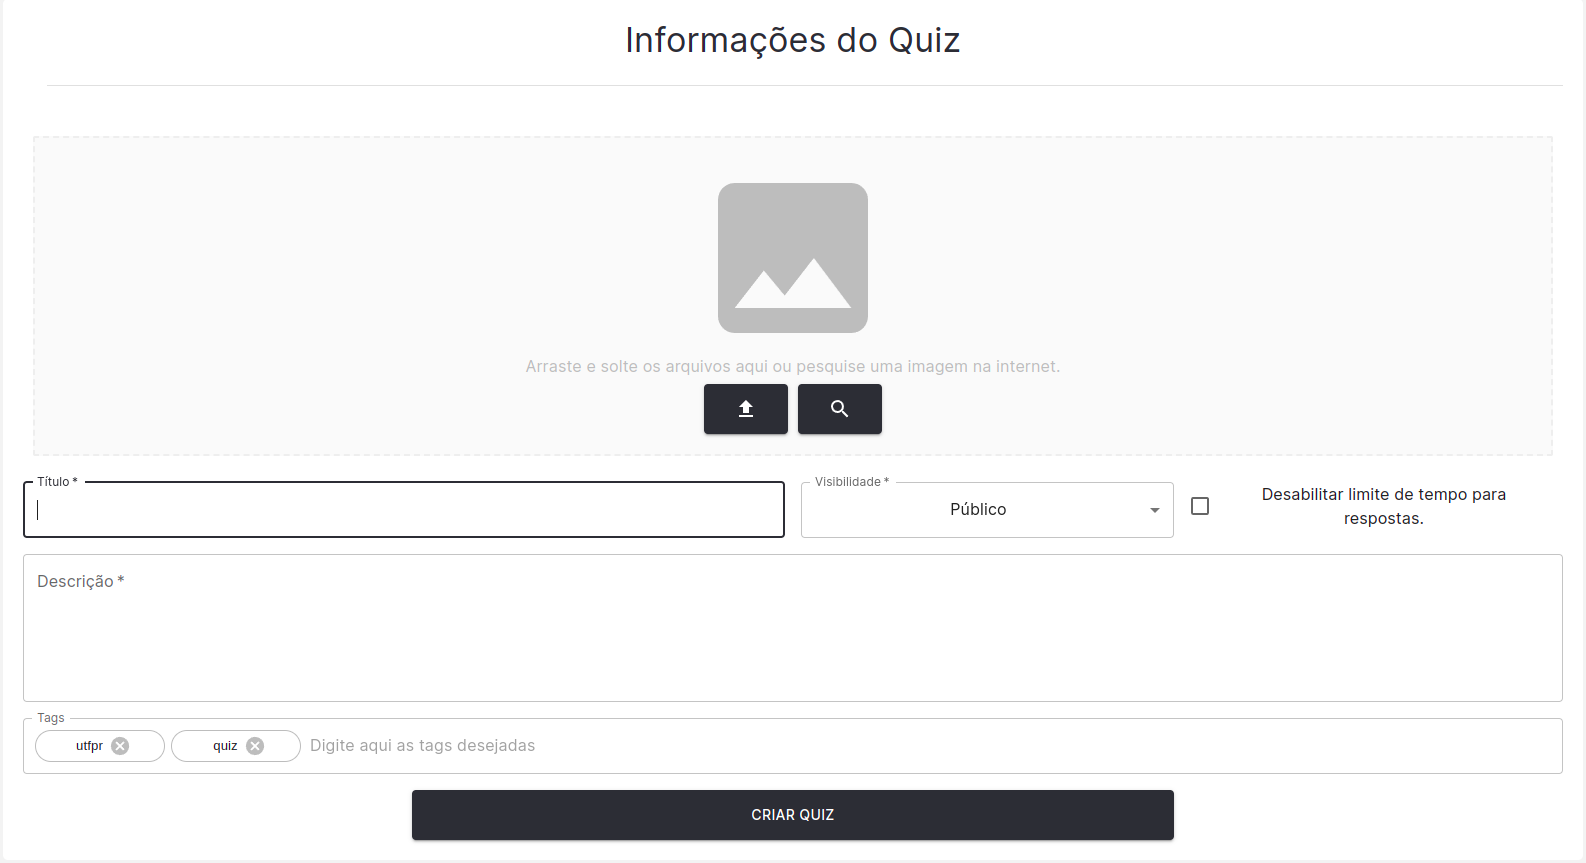 Informações do Quiz
Arraste e solte os arquivos aqui ou pesquise uma imagem na internet.
Título *
Visibilidade *
Público
Desabilitar limite de tempo para
respostas.
Descrição *
Tags
utfpr
quiz
Digite aqui as tags desejadas
CRIAR QUIZ